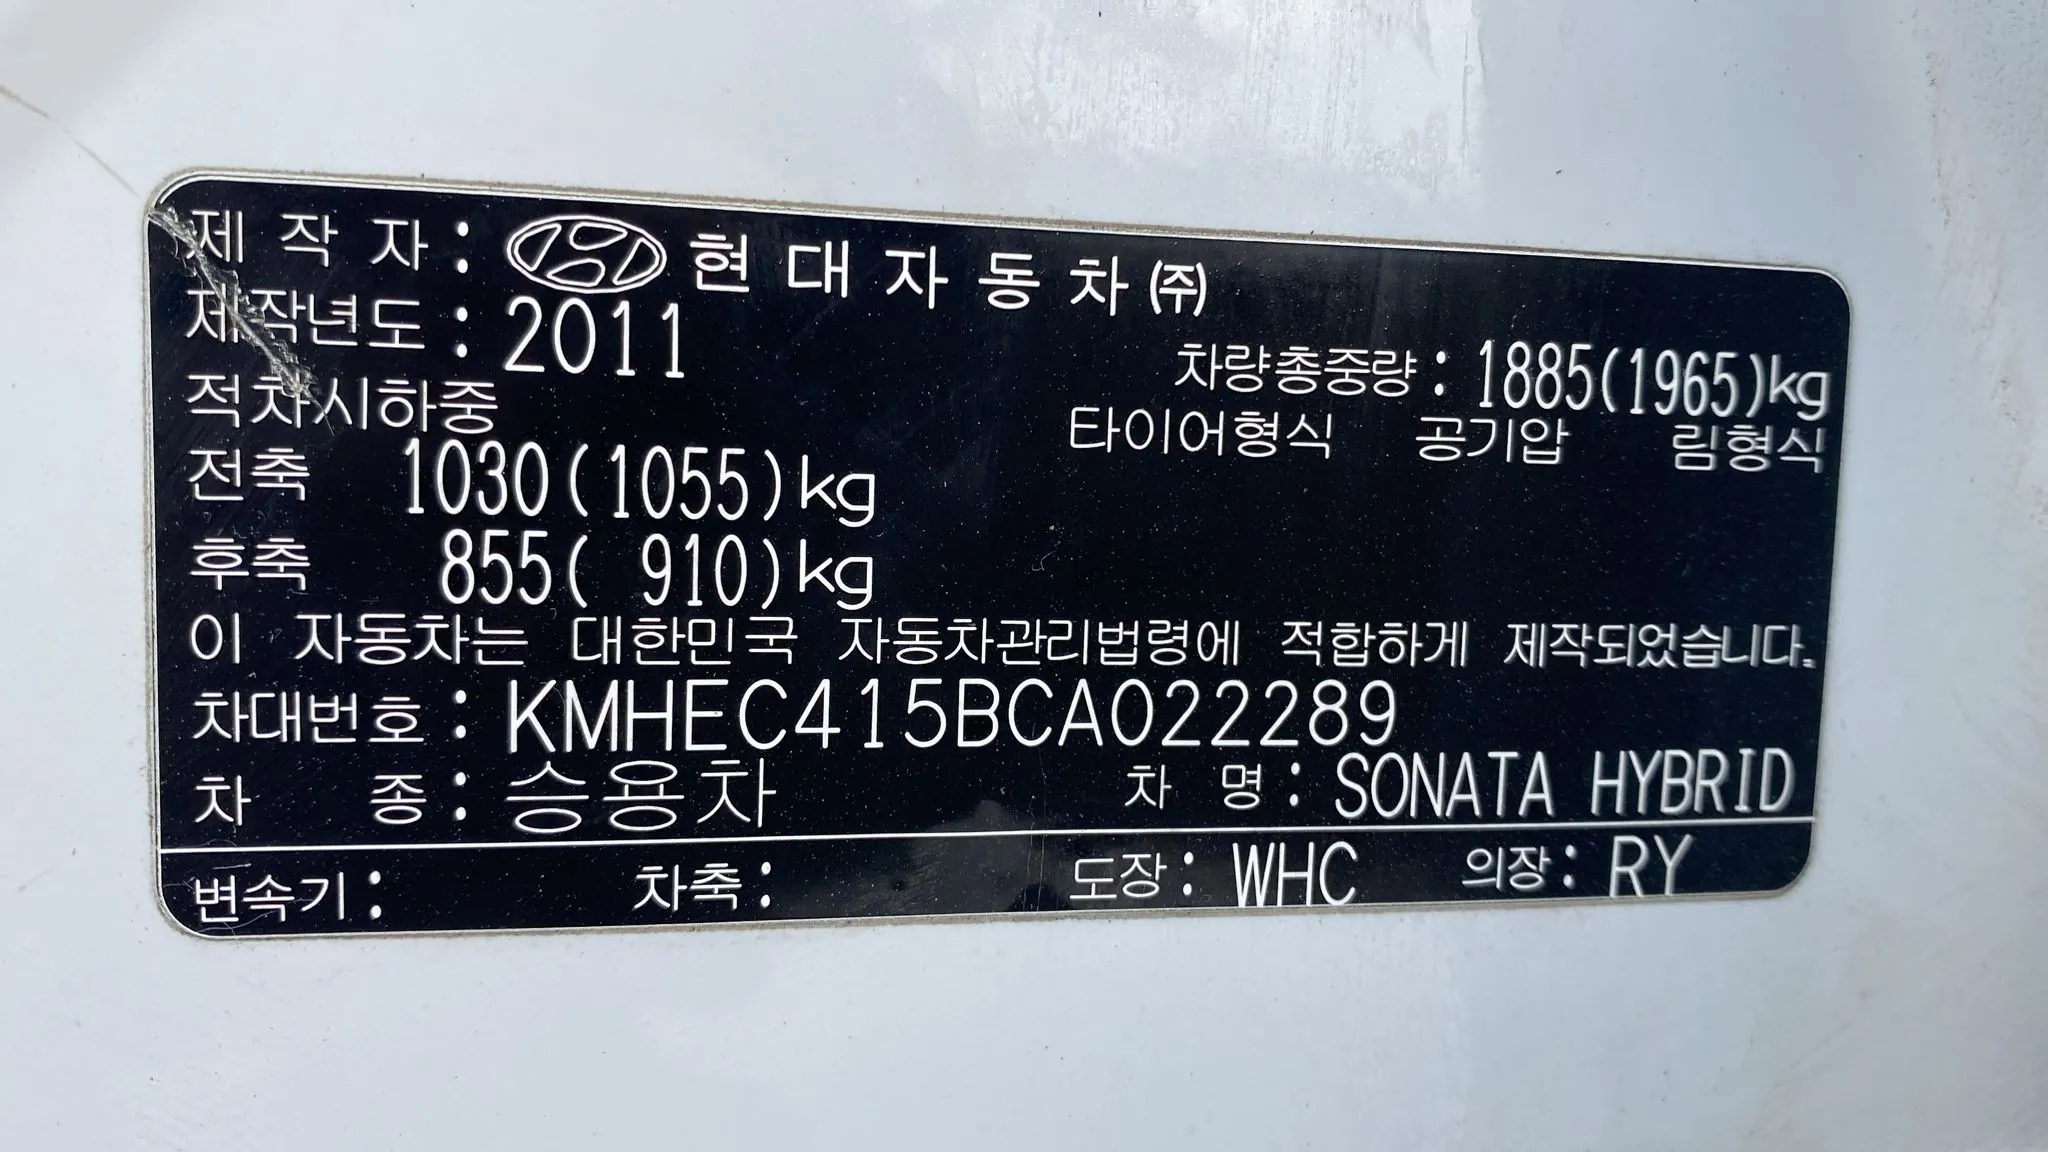 제 작 자 : 현 대 자 동 차 ㈜
제작년도 : 2011
차량총중량 : 1885(1965)kg
적차시하중
타이어형식 공기압 림형식
전축 1030(1055)kg
후축 855( 910)kg
이 자동차는 대한민국 자동차관리법령에 적합하게 제작되었습니다.
차대번호 : KMHEC415BCA022289
차 종 : 승용차 차 명 : SONATA HYBRID
변속기 : 차축 : 도장 : WHC 의장 : RY